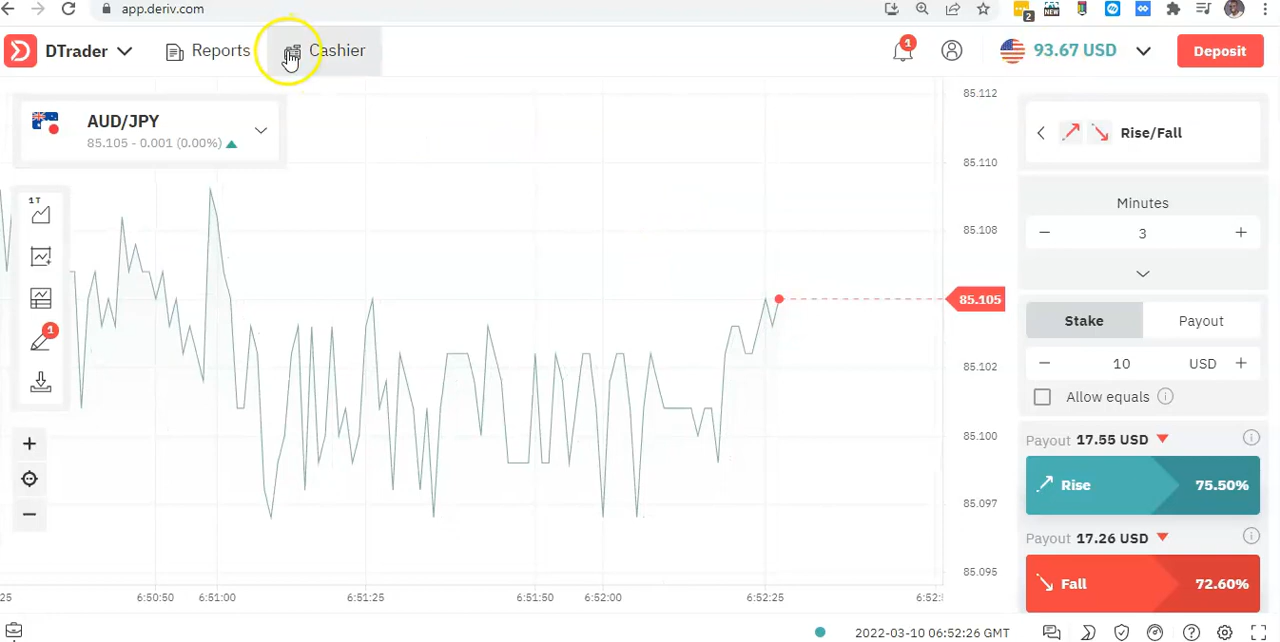 app.deriv.com
2
NEW
DTrader
Reports
Cashier
1
93.67 USD
Deposit
AUD/JPY
85.105 - 0.001 (0.00%)
1T
1
85.112
85.110
85.108
85.105
85.102
85.100
85.097
85.095
25
6:50:50
6:51:00
6:51:25
6:51:50
6:52:00
6:52:25
6:52:
Rise/Fall
Minutes
− 3 +
Stake
Payout
− 10 USD +
Allow equals
Payout 17.55 USD
Rise 75.50%
Payout 17.26 USD
Fall 72.60%
2022-03-10 06:52:26 GMT